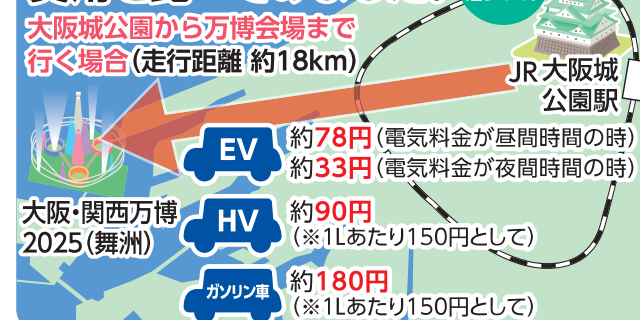 大阪城公園から万博会場まで
行く場合（走行距離 約18km）
JR大阪城
公園駅
EV
約78円（電気料金が昼間時間の時）
約33円（電気料金が夜間時間の時）
大阪・関西万博
2025（舞洲）
HV
約90円
（※1Lあたり150円として）
ガソリン車
約180円
（※1Lあたり150円として）